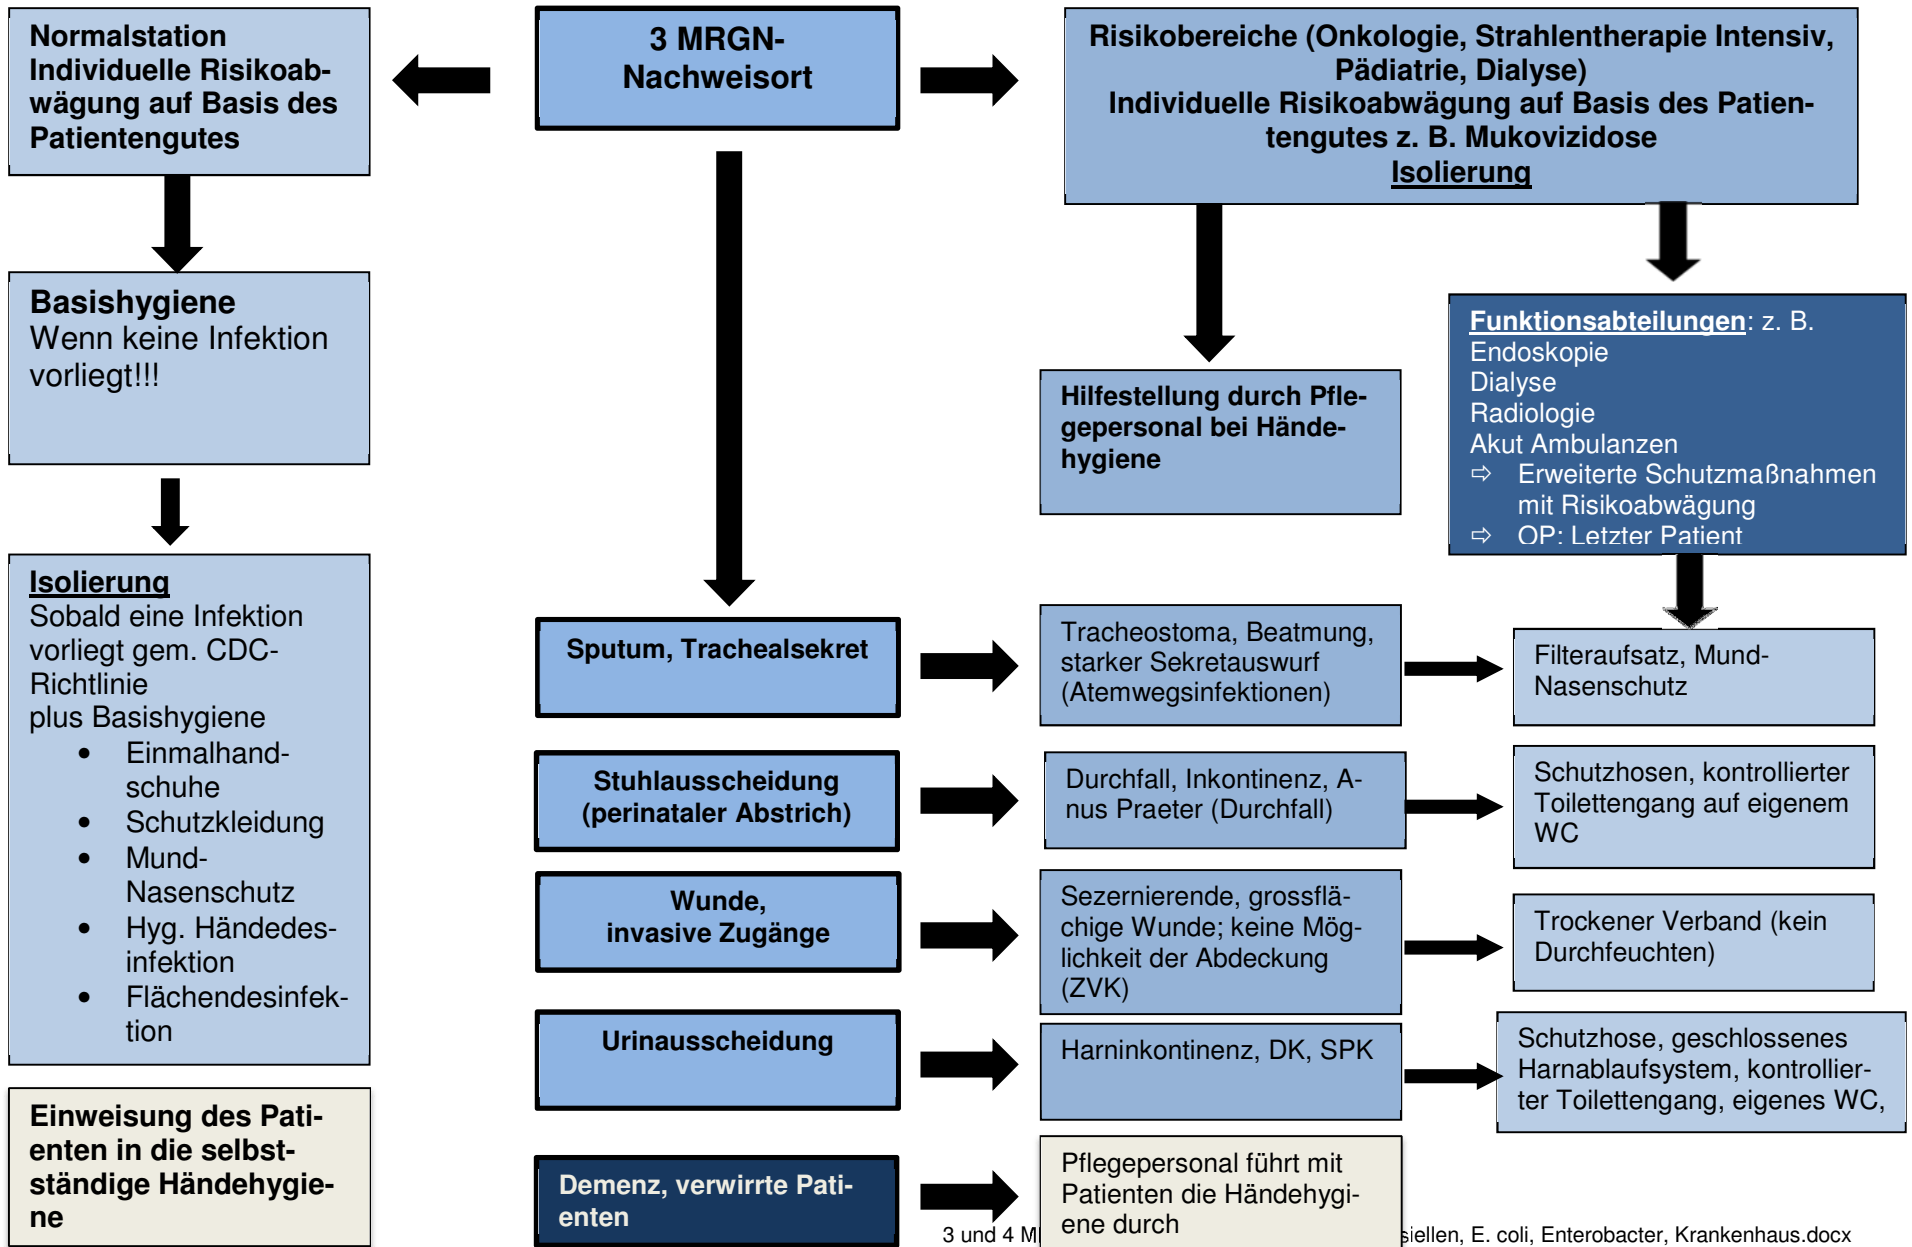 Normalstation
Individuelle Risikoab-
wägung auf Basis des
Patientengutes
3 MRGN-
Nachweisort
Risikobereiche (Onkologie, Strahlentherapie Intensiv,
Pädiatrie, Dialyse)
Individuelle Risikoabwägung auf Basis des Patien-
tengutes z. B. Mukovizidose
Isolierung
Basishygiene
Wenn keine Infektion
vorliegt!!!
Hilfestellung durch Pfle-
gepersonal bei Hände-
hygiene
Funktionsabteilungen: z. B.
Endoskopie
Dialyse
Radiologie
Akut Ambulanzen
⇨ Erweiterte Schutzmaßnahmen
mit Risikoabwägung
⇨ OP: Letzter Patient
Isolierung
Sobald eine Infektion
vorliegt gem. CDC-
Richtlinie
plus Basishygiene
• Einmalhand-
schuhe
• Schutzkleidung
• Mund-
Nasenschutz
• Hyg. Händedes-
infektion
• Flächendesinfek-
tion
Sputum, Trachealsekret
Tracheostoma, Beatmung,
starker Sekretauswurf
(Atemwegsinfektionen)
Filteraufsatz, Mund-
Nasenschutz
Stuhlausscheidung
(perinataler Abstrich)
Durchfall, Inkontinenz, A-
nus Praeter (Durchfall)
Schutzhosen, kontrollierter
Toilettengang auf eigenem
WC
Wunde,
invasive Zugänge
Sezernierende, grossflä-
chige Wunde; keine Mög-
lichkeit der Abdeckung
(ZVK)
Trockener Verband (kein
Durchfeuchten)
Urinausscheidung
Harninkontinenz, DK, SPK
Schutzhose, geschlossenes
Harnablaufsystem, kontrollier-
ter Toilettengang, eigenes WC,
Einweisung des Pati-
enten in die selbst-
ständige Händehygie-
ne
Demenz, verwirrte Pati-
enten
Pflegepersonal führt mit
Patienten die Händehygi-
ene durch
3 und 4 siellen, E. coli, Enterobacter, Krankenhaus.docx